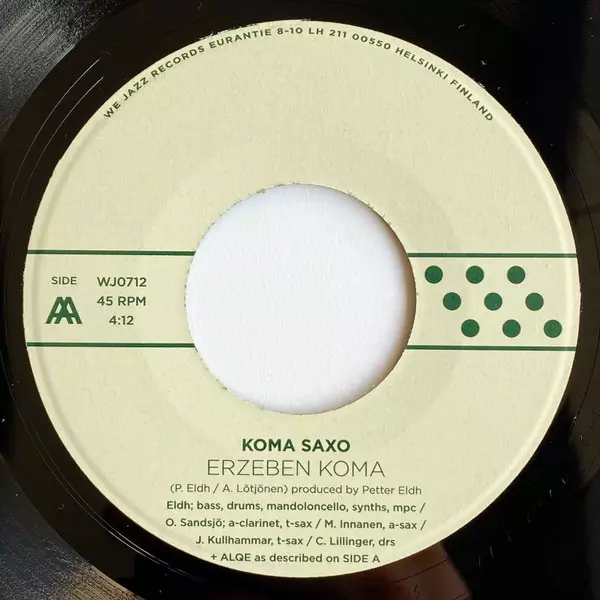 WE JAZZ RECORDS EURANTIE 8-10 LH 211 00550 HELSINKI FINLAND
SIDE WJ0712
AA 45 RPM
4:12
KOMA SAXO
ERZEBEN KOMA
(P. Eldh / A. Lötjönen) produced by Petter Eldh
Eldh; bass, drums, mandoloncello, synths, mpc /
O. Sandsjö; a-clarinet, t-sax / M. Innanen, a-sax /
J. Kullhammar, t-sax / C. Lillinger, drs
+ ALQE as described on SIDE A